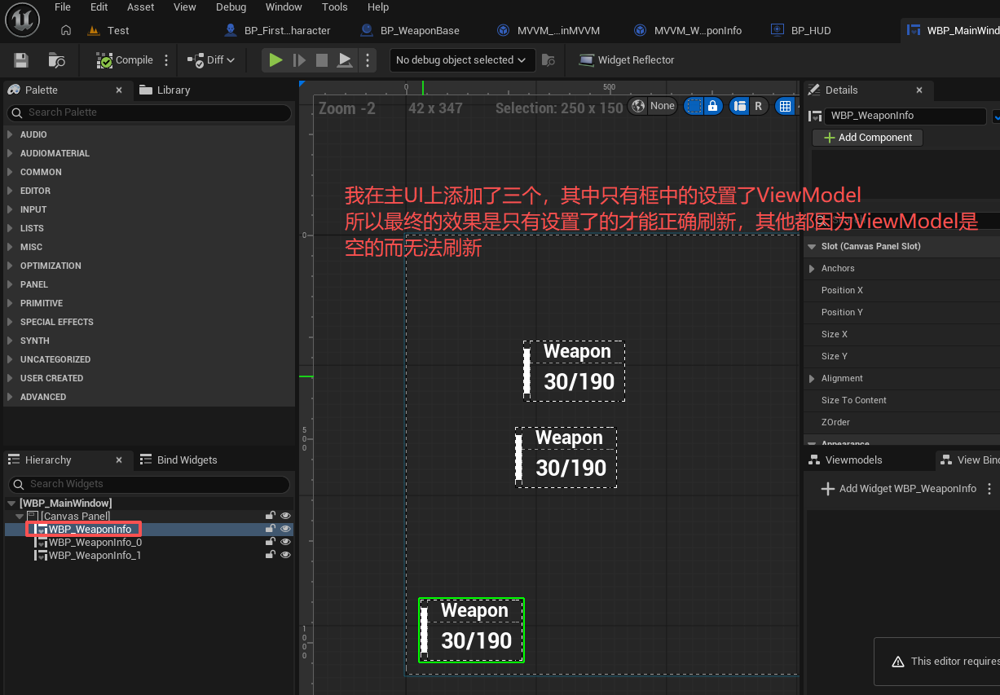 File Edit Asset View Debug Window Tools Help
Test BP_First...haracter BP_WeaponBase MVVM_...inMVVM MVVM_W...ponInfo BP_HUD WBP_MainWind
Compile Diff No debug object selected Widget Reflector
Palette Library
Search Palette
AUDIO
AUDIOMATERIAL
COMMON
EDITOR
INPUT
LISTS
MISC
OPTIMIZATION
PANEL
PRIMITIVE
SPECIAL EFFECTS
SYNTH
UNCATEGORIZED
USER CREATED
ADVANCED
Hierarchy Bind Widgets
Search Widgets
[WBP_MainWindow]
[Canvas Panel]
WBP_WeaponInfo
WBP_WeaponInfo_0
WBP_WeaponInfo_1
0 500
Zoom -2 42 x 347 Selection: 250 x 150 None R
我在主UI上添加了三个，其中只有框中的设置了ViewModel
所以最终的效果是只有设置了的才能正确刷新，其他都因为ViewModel是
空的而无法刷新
0
500
1000
Weapon
30/190
Weapon
30/190
Weapon
30/190
Details
WBP_WeaponInfo
Add Component
Slot (Canvas Panel Slot)
Anchors
Position X
Position Y
Size X
Size Y
Alignment
Size To Content
ZOrder
Appearance
Viewmodels View Bind
Add Widget WBP_WeaponInfo
This editor requires